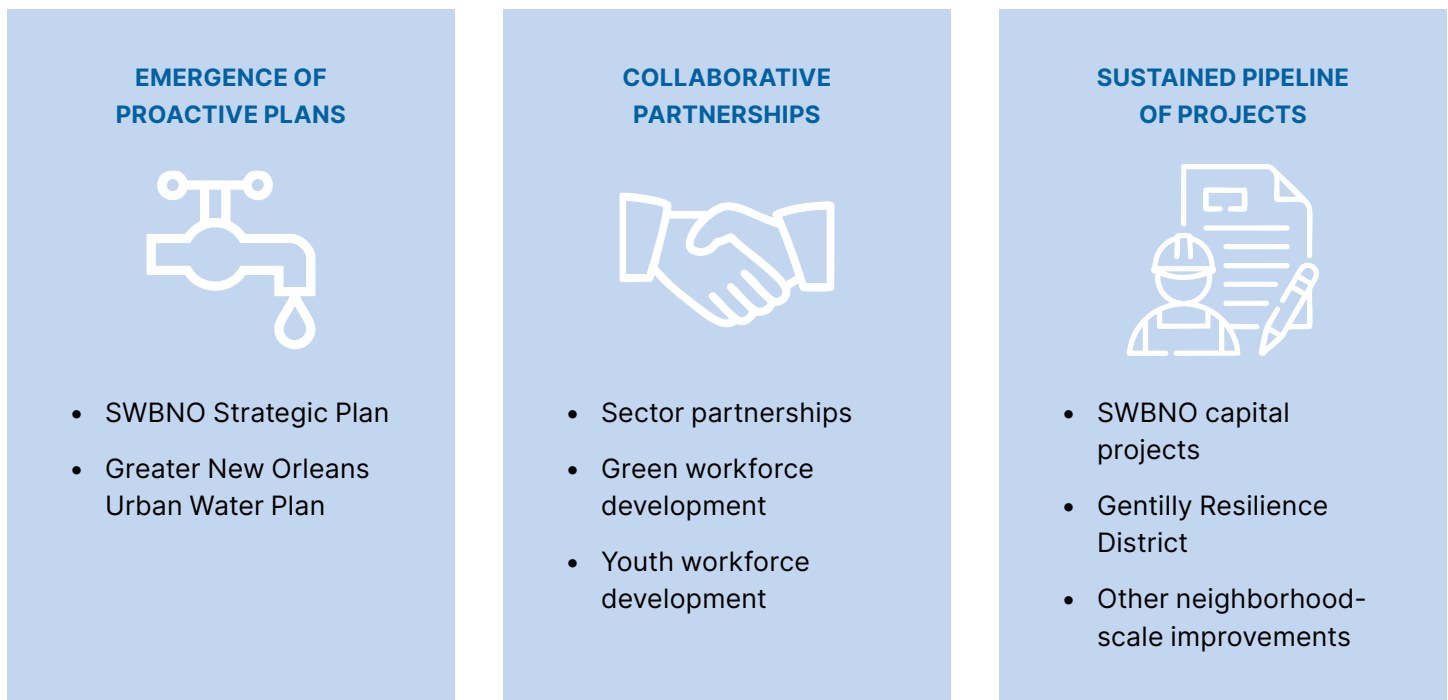 EMERGENCE OF
PROACTIVE PLANS
• SWBNO Strategic Plan
• Greater New Orleans
Urban Water Plan
COLLABORATIVE
PARTNERSHIPS
• Sector partnerships
• Green workforce
development
• Youth workforce
development
SUSTAINED PIPELINE
OF PROJECTS
• SWBNO capital
projects
• Gentilly Resilience
District
• Other neighborhood-
scale improvements